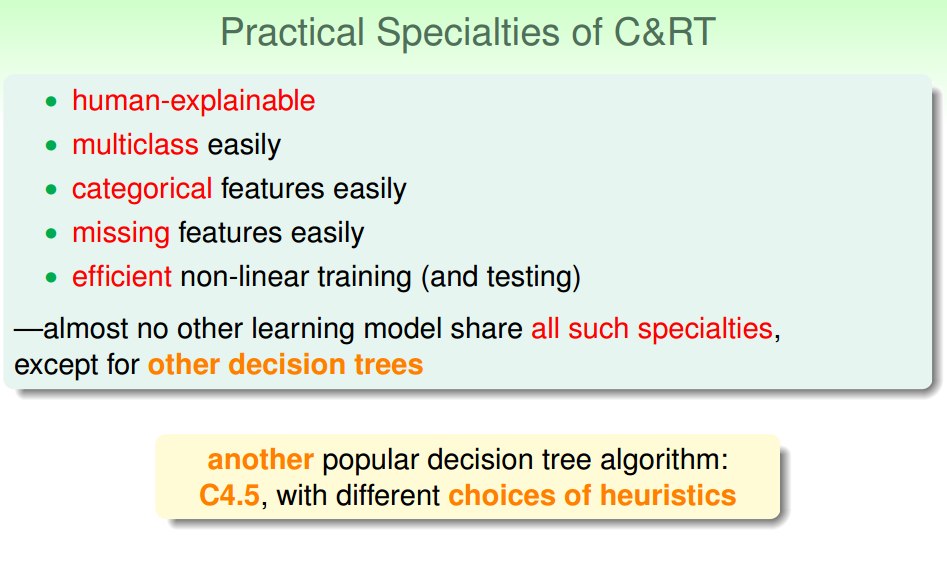 Practical Specialties of C&RT
• human-explainable
• multiclass easily
• categorical features easily
• missing features easily
• efficient non-linear training (and testing)
—almost no other learning model share all such specialties,
except for other decision trees
another popular decision tree algorithm:
C4.5, with different choices of heuristics